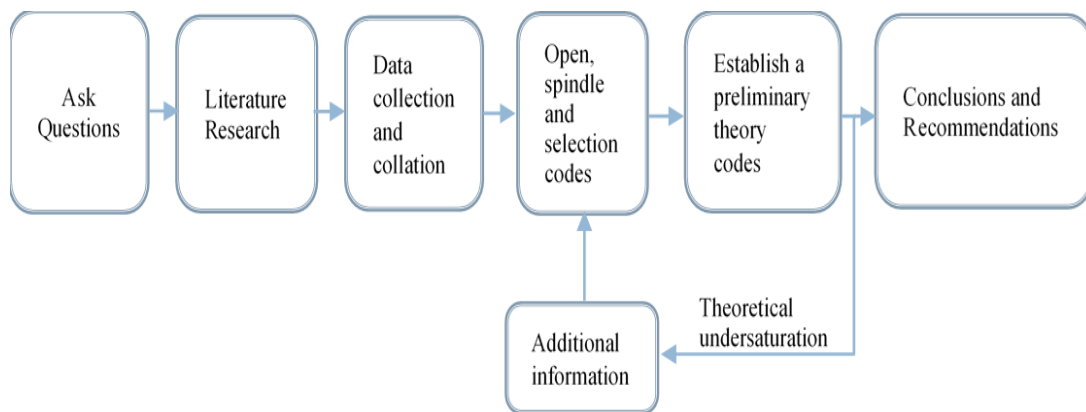 Ask
Questions
Literature
Research
Data
collection
and
collation
Open,
spindle
and
selection
codes
Establish a
preliminary
theory
codes
Conclusions and
Recommendations
Theoretical
undersaturation
Additional
information